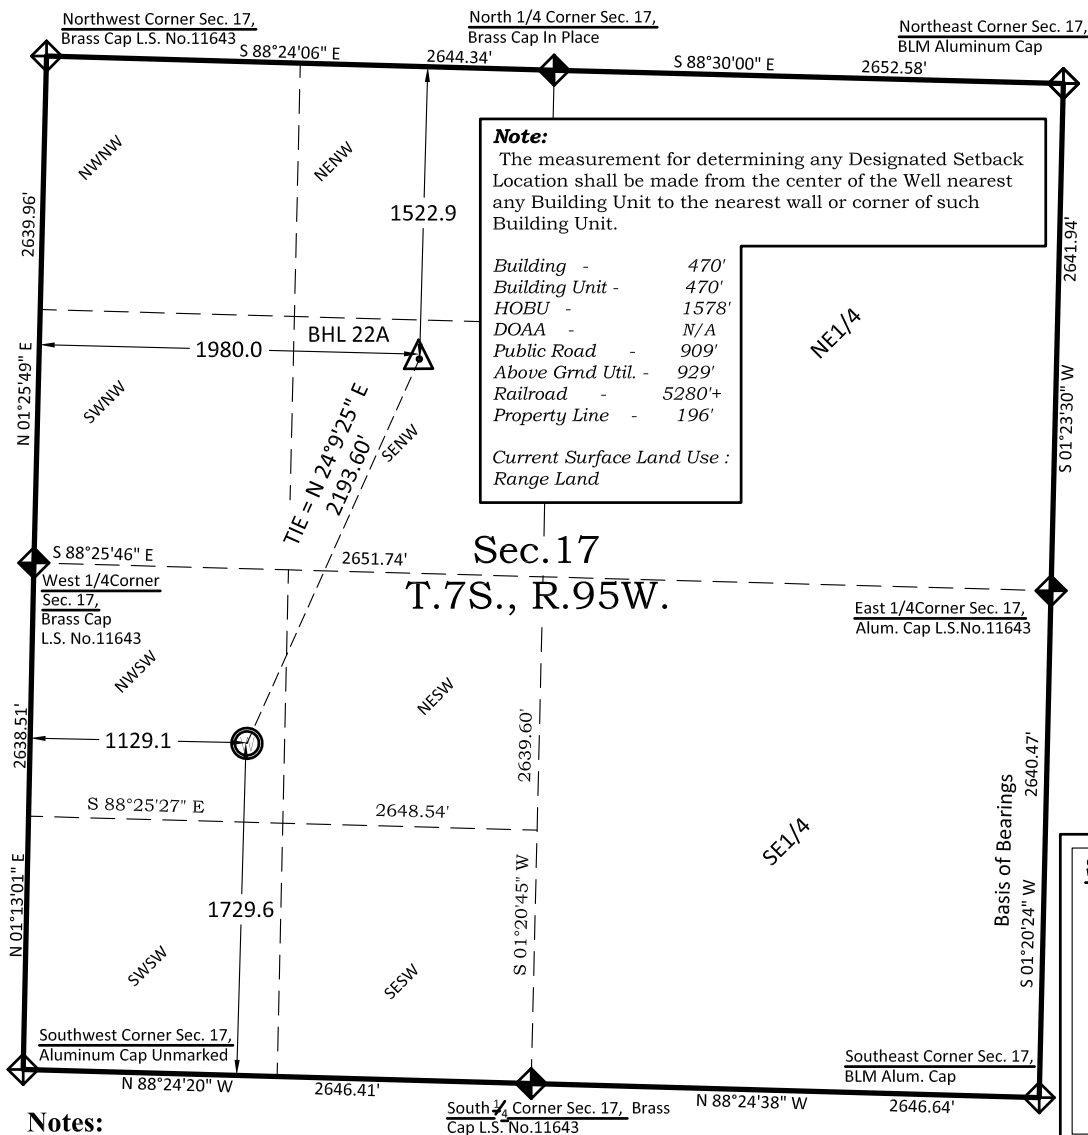 Northwest Corner Sec. 17,
Brass Cap L.S. No.11643
North 1/4 Corner Sec. 17,
Brass Cap In Place
Northeast Corner Sec. 17,
BLM Aluminum Cap
S 88°24'06" E
2644.34'
S 88°30'00" E
2652.58'
NWNW
NENW
2639.96'
1522.9
Note:
The measurement for determining any Designated Setback
Location shall be made from the center of the Well nearest
any Building Unit to the nearest wall or corner of such
Building Unit.
Building - 470'
Building Unit - 470'
HOBU - 1578'
DOAA - N/A
Public Road - 909'
Above Grnd Util. - 929'
Railroad - 5280'+
Property Line - 196'
Current Surface Land Use :
Range Land
2641.94'
NE1/4
BHL 22A
1980.0
N 01°25'49" E
SWNW
TIE = N 24°9'25" E
2193.60'
SENW
S 01°23'30" W
S 88°25'46" E
2651.74'
Sec.17
T.7S., R.95W.
West 1/4Corner
Sec. 17,
Brass Cap
L.S. No.11643
East 1/4Corner Sec. 17,
Alum. Cap L.S.No.11643
NWSW
NESW
2638.51'
1129.1
2639.60'
2640.47'
S 88°25'27" E
2648.54'
SE1/4
Basis of Bearings
S 01°20'24" W
N 01°13'01" E
1729.6
S 01°20'45" W
SWSW
SESW
Southwest Corner Sec. 17,
Aluminum Cap Unmarked
Southeast Corner Sec. 17,
BLM Alum. Cap
N 88°24'20" W
2646.41'
South 1/4 Corner Sec. 17, Brass
Cap L.S. No.11643
N 88°24'38" W
2646.64'
Notes: